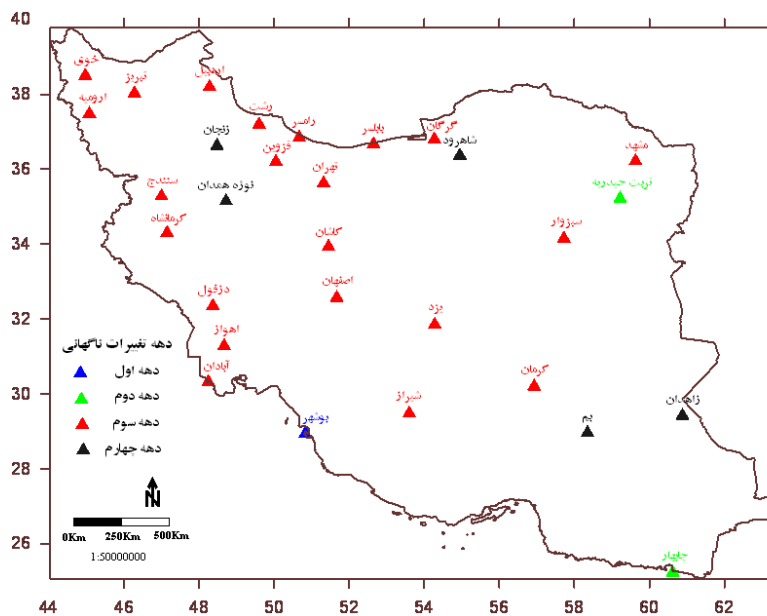 40
38
36
34
32
30
28
26
44
46
48
50
52
54
56
58
60
62
خوی
تبریز
اردبیل
ارومیه
رشت
رامسر
بابلسر
گرگان
زنجان
قزوین
شاهرود
مشهد
تهران
تربت حیدریه
سنندج
نوژه همدان
کرمانشاه
کاشان
سبزوار
اصفهان
دزفول
یزد
اهواز
آبادان
شیراز
کرمان
بوشهر
بم
زاهدان
چابهار
دهه تغییرات ناگهانی
دهه اول
دهه دوم
دهه سوم
دهه چهارم
N
0Km 250Km 500Km
1:50000000